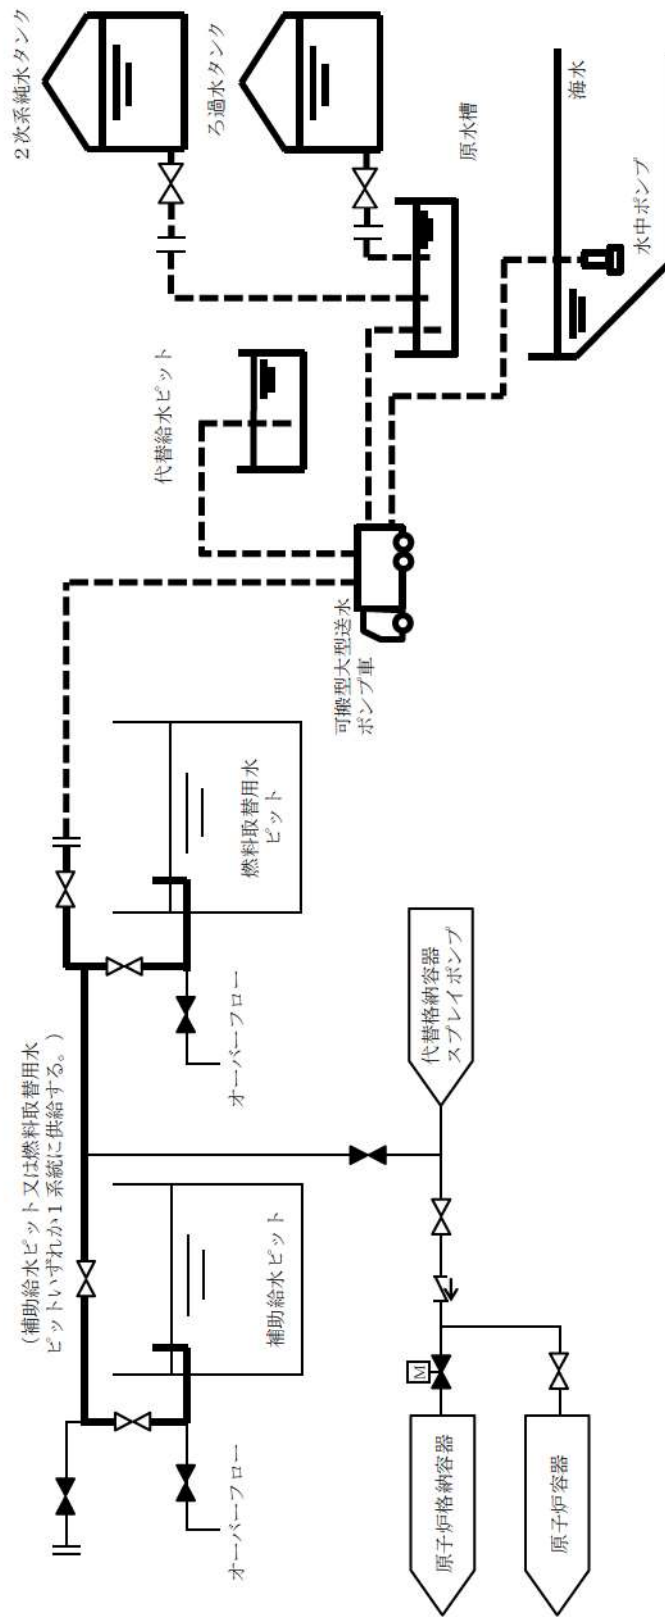 (補助給水ピット又は燃料取替用水
ピットいずれか1系統に供給する。)
オーバーフロー
補助給水ピット
オーバーフロー
燃料取替用水
ピット
M
原子炉格納容器
原子炉容器
代替格納容器
スプレイポンプ
可搬型大型送水
ポンプ車
代替給水ピット
2次系純水タンク
ろ過水タンク
原水槽
海水
水中ポンプ